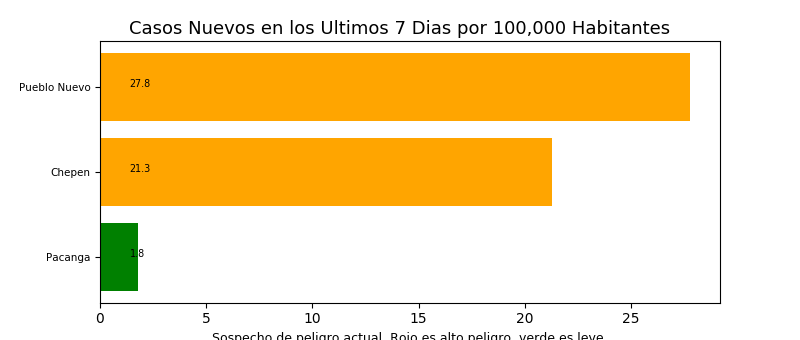 Casos Nuevos en los Ultimos 7 Dias por 100,000 Habitantes
Pueblo Nuevo
27.8
Chepen
21.3
Pacanga
1.8
0 5 10 15 20 25
Sospecho de peligro actual. Rojo es alto peligro, verde es leve